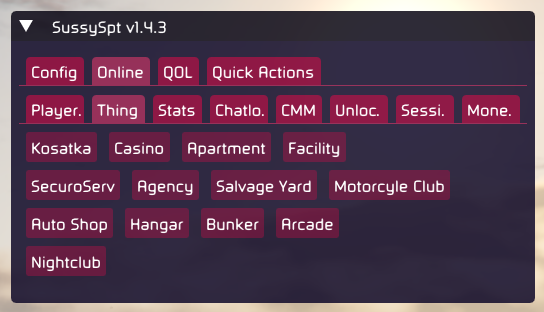 SussySpt v1.4.3
Config Online QOL Quick Actions
Player. Thing Stats Chatlo. CMM Unloc. Sessi. Mone.
Kosatka Casino Apartment Facility
SecuroServ Agency Salvage Yard Motorcyle Club
Auto Shop Hangar Bunker Arcade
Nightclub